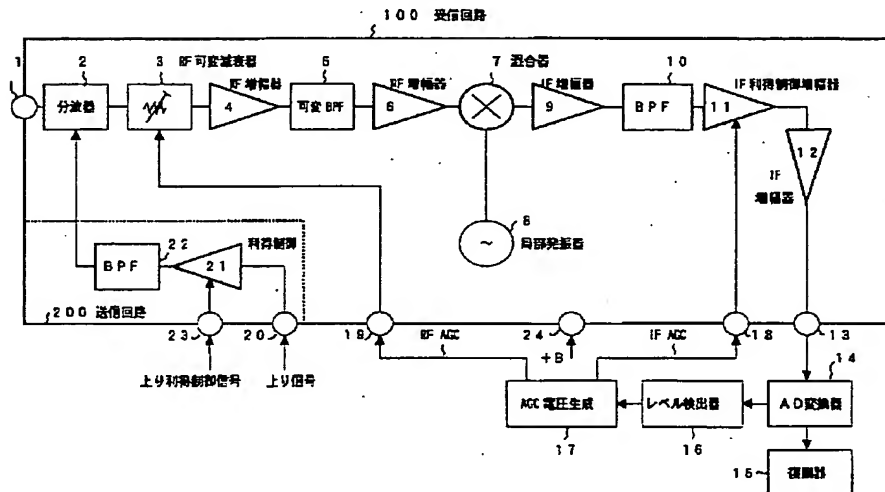 100 受信回路
1
2
3
RF可変減衰器
RF増幅器
5
RF増幅器
7 混合器
IF増幅器
10
IF利得制御増幅器
分波器
4
可変BPF
6
9
BPF
11
12
IF
増幅器
8
~
局部発振器
利得制御
22
BPF
21
200 送信回路
23
20
19
RF AGC
24
+B
IF AGC
18
13
上り利得制御信号
上り信号
14
AGC電圧生成
レベル検出器
AD変換器
17
16
15
復調器